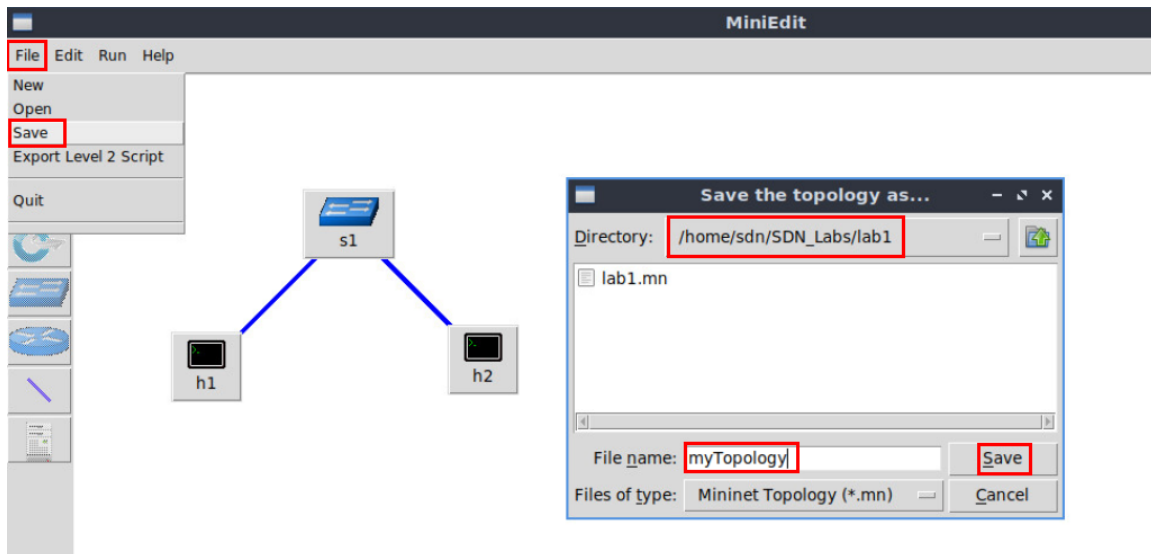 MiniEdit
File Edit Run Help
New
Open
Save
Export Level 2 Script
Quit
s1
h1
h2
Save the topology as...
Directory: /home/sdn/SDN_Labs/lab1
lab1.mn
File name: myTopology Save
Files of type: Mininet Topology (*.mn) Cancel